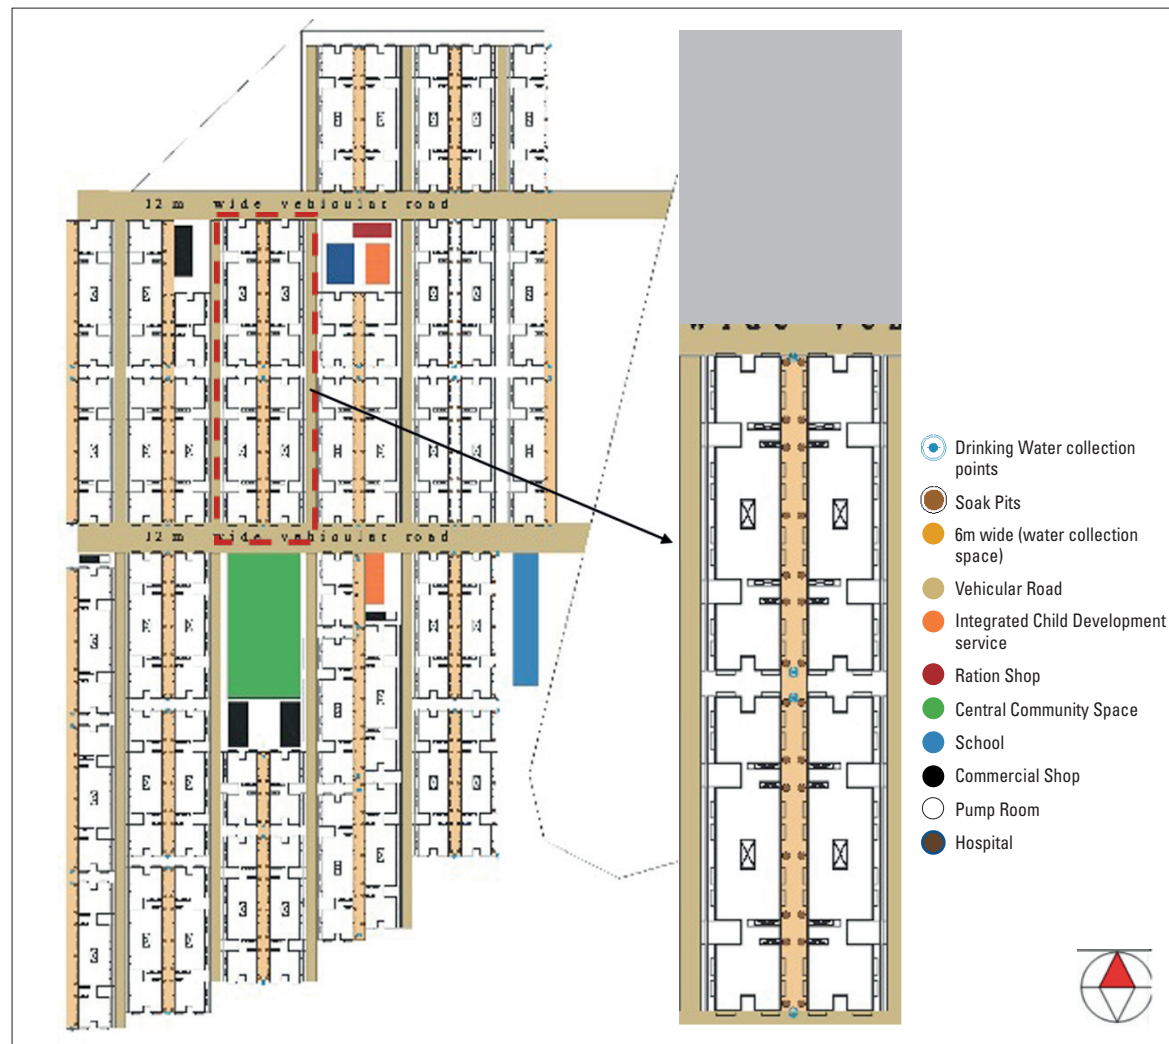 12 m wide vehicular road
12 m wide vehicular road
Drinking Water collection
points
Soak Pits
6m wide (water collection
space)
Vehicular Road
Integrated Child Development
service
Ration Shop
Central Community Space
School
Commercial Shop
Pump Room
Hospital